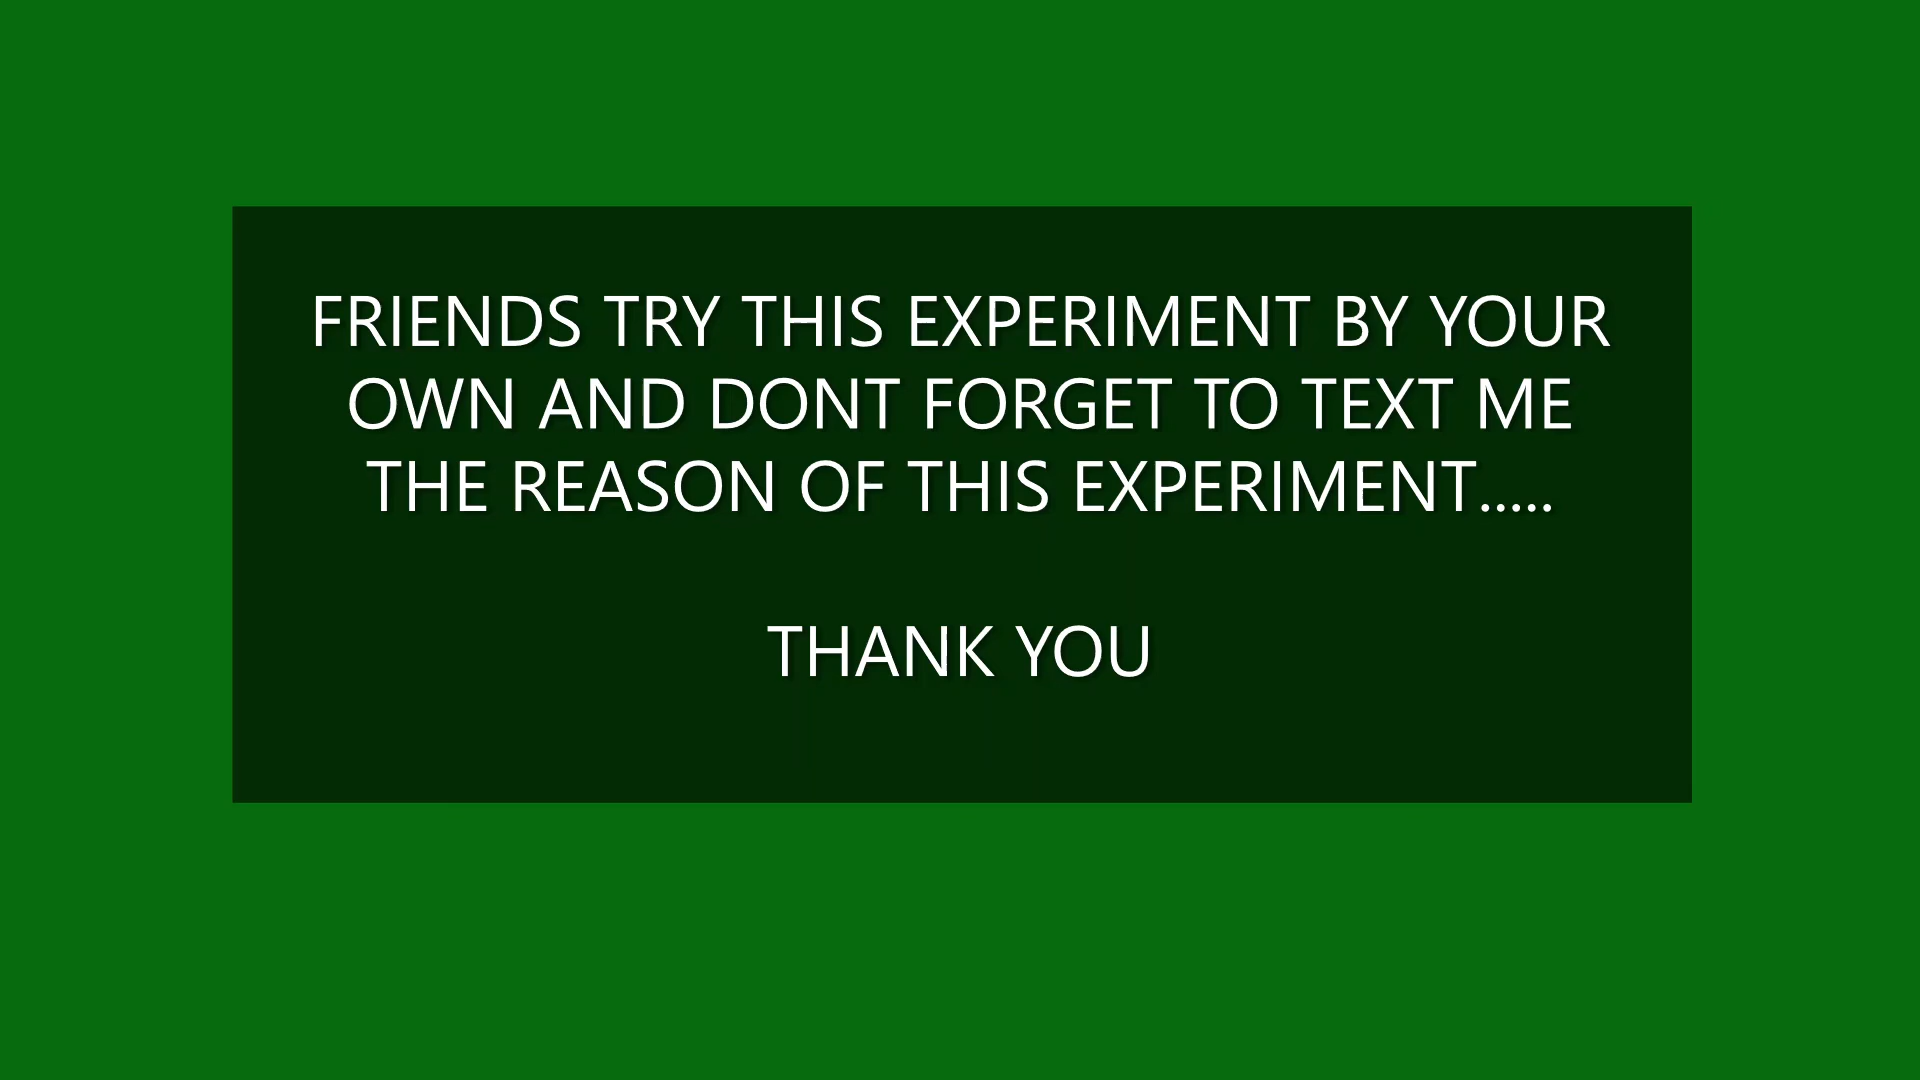 FRIENDS TRY THIS EXPERIMENT BY YOUR
OWN AND DONT FORGET TO TEXT ME
THE REASON OF THIS EXPERIMENT.....
THANK YOU